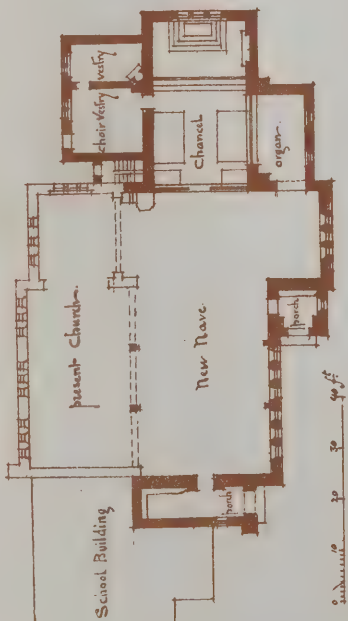 vestry
choir Vestry
Chancel
organ.
present Church.
New Nave.
porch
School Building
porch
0 10 20 30 40 ft